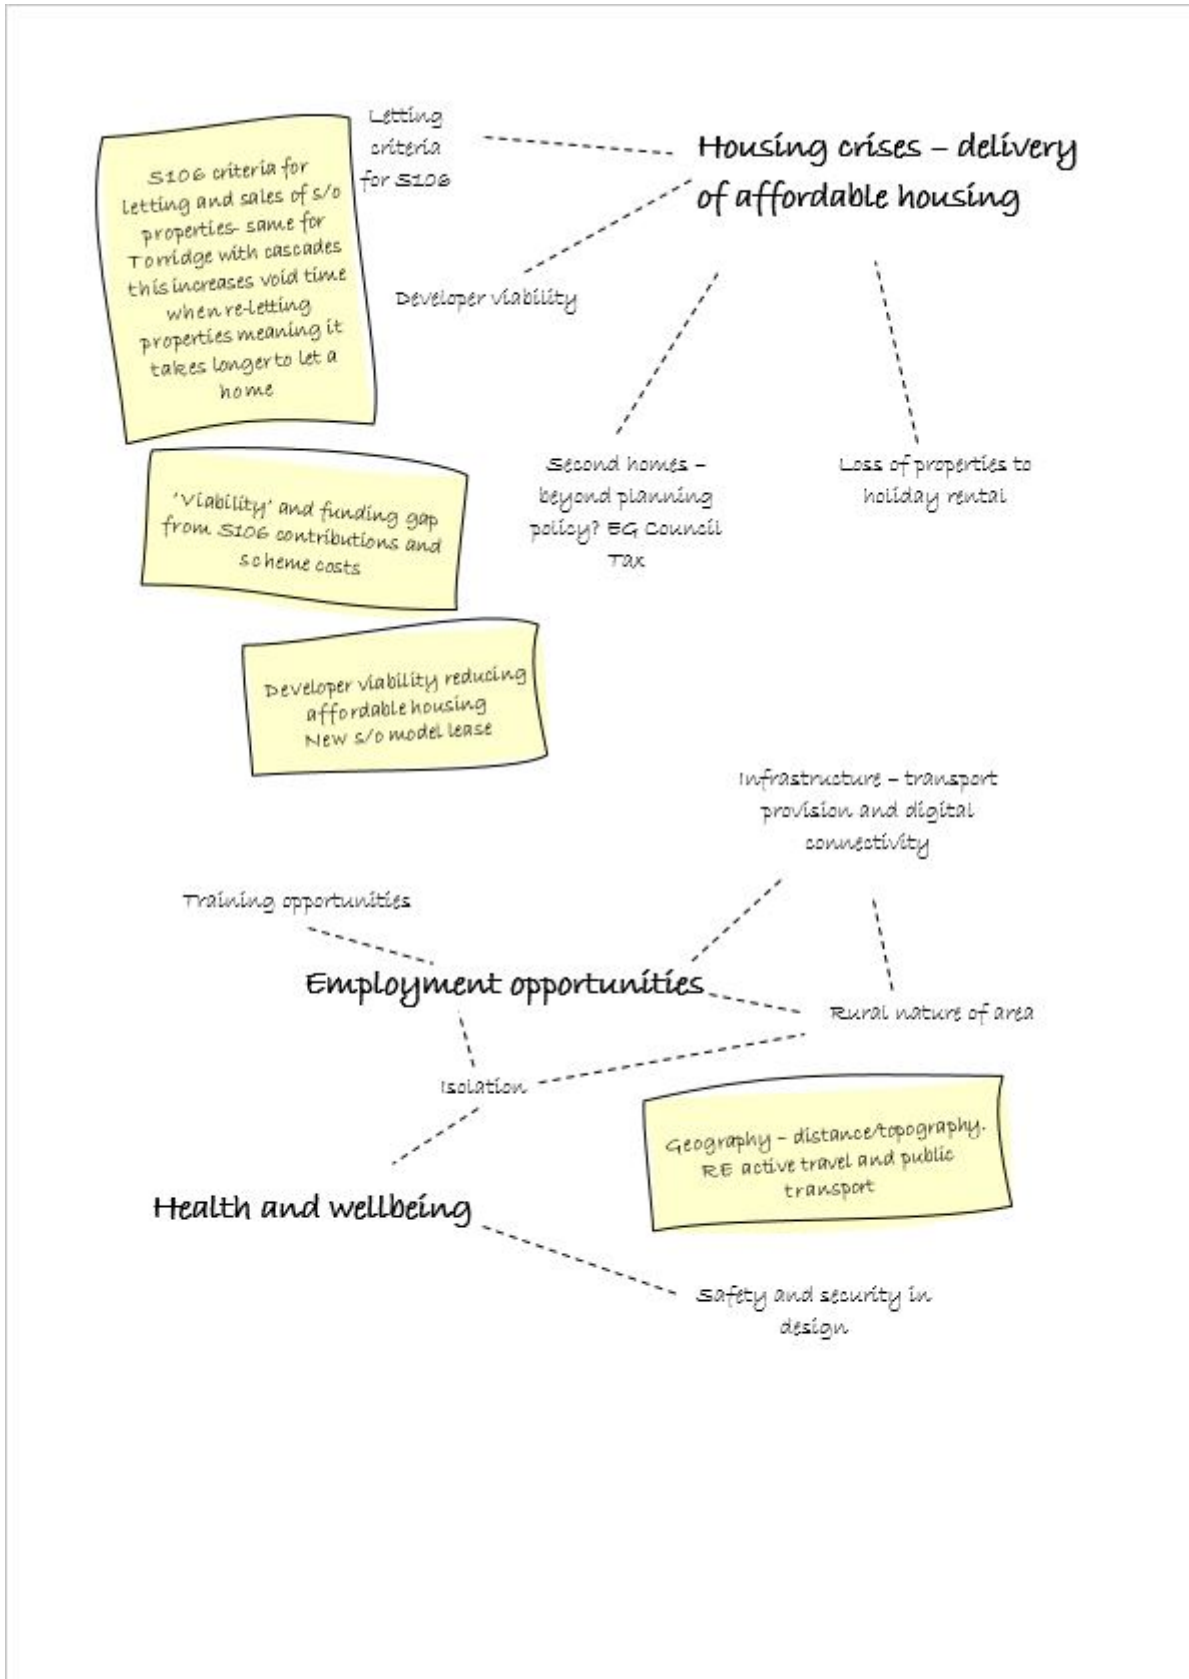 Letting
criteria
for S106
Housing crises – delivery
of affordable housing
S106 criteria for
letting and sales of s/o
properties- same for
Torridge with cascades
this increases void time
when re-letting
properties meaning it
takes longer to let a
home
Developer viability
Second homes –
beyond planning
policy? EG Council
Tax
Loss of properties to
holiday rental
'Viability' and funding gap
from S106 contributions and
scheme costs
Developer viability reducing
affordable housing
New s/o model lease
Infrastructure – transport
provision and digital
connectivity
Training opportunities
Employment opportunities
Rural nature of area
Isolation
Geography – distance/topography.
RE active travel and public
transport
Health and wellbeing
Safety and security in
design